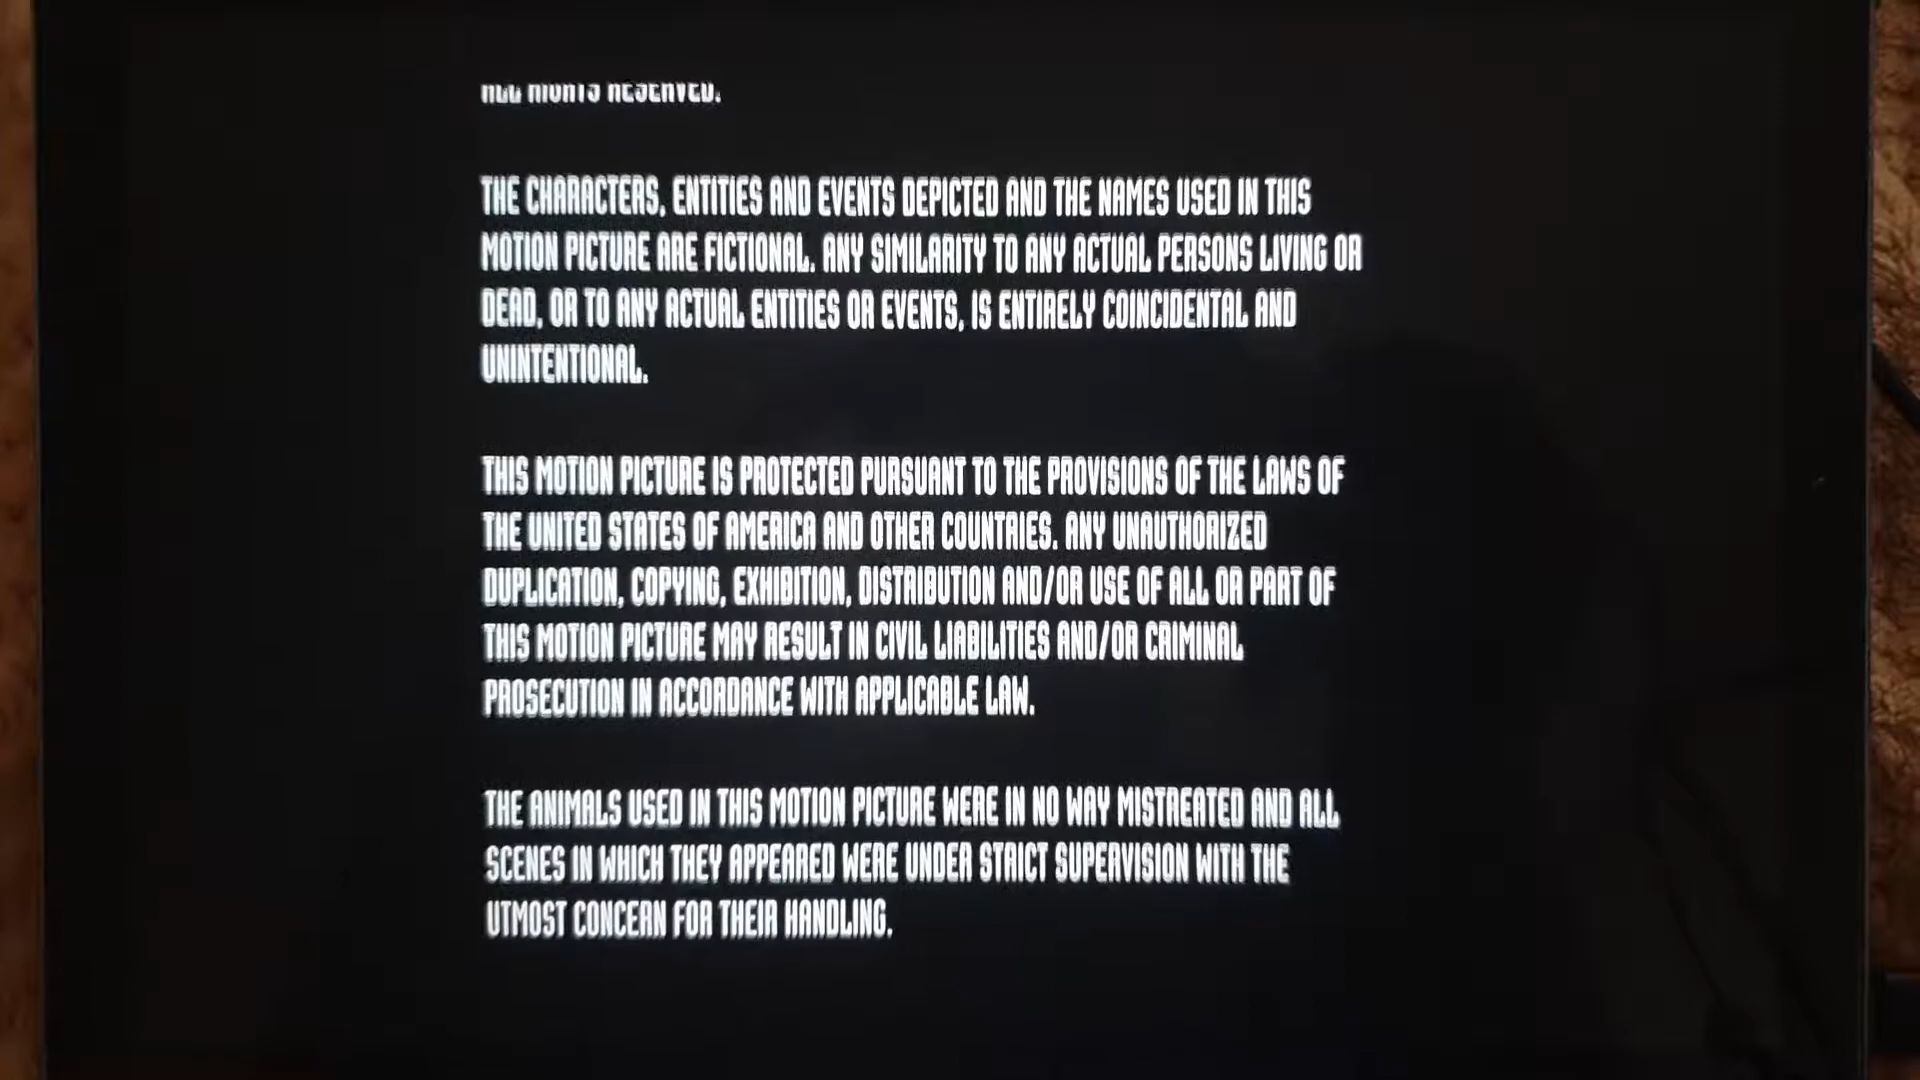 ALL RIGHTS RESERVED.
THE CHARACTERS, ENTITIES AND EVENTS DEPICTED AND THE NAMES USED IN THIS
MOTION PICTURE ARE FICTIONAL. ANY SIMILARITY TO ANY ACTUAL PERSONS LIVING OR
DEAD, OR TO ANY ACTUAL ENTITIES OR EVENTS, IS ENTIRELY COINCIDENTAL AND
UNINTENTIONAL.
THIS MOTION PICTURE IS PROTECTED PURSUANT TO THE PROVISIONS OF THE LAWS OF
THE UNITED STATES OF AMERICA AND OTHER COUNTRIES. ANY UNAUTHORIZED
DUPLICATION, COPYING, EXHIBITION, DISTRIBUTION AND/OR USE OF ALL OR PART OF
THIS MOTION PICTURE MAY RESULT IN CIVIL LIABILITIES AND/OR CRIMINAL
PROSECUTION IN ACCORDANCE WITH APPLICABLE LAW.
THE ANIMALS USED IN THIS MOTION PICTURE WERE IN NO WAY MISTREATED AND ALL
SCENES IN WHICH THEY APPEARED WERE UNDER STRICT SUPERVISION WITH THE
UTMOST CONCERN FOR THEIR HANDLING.